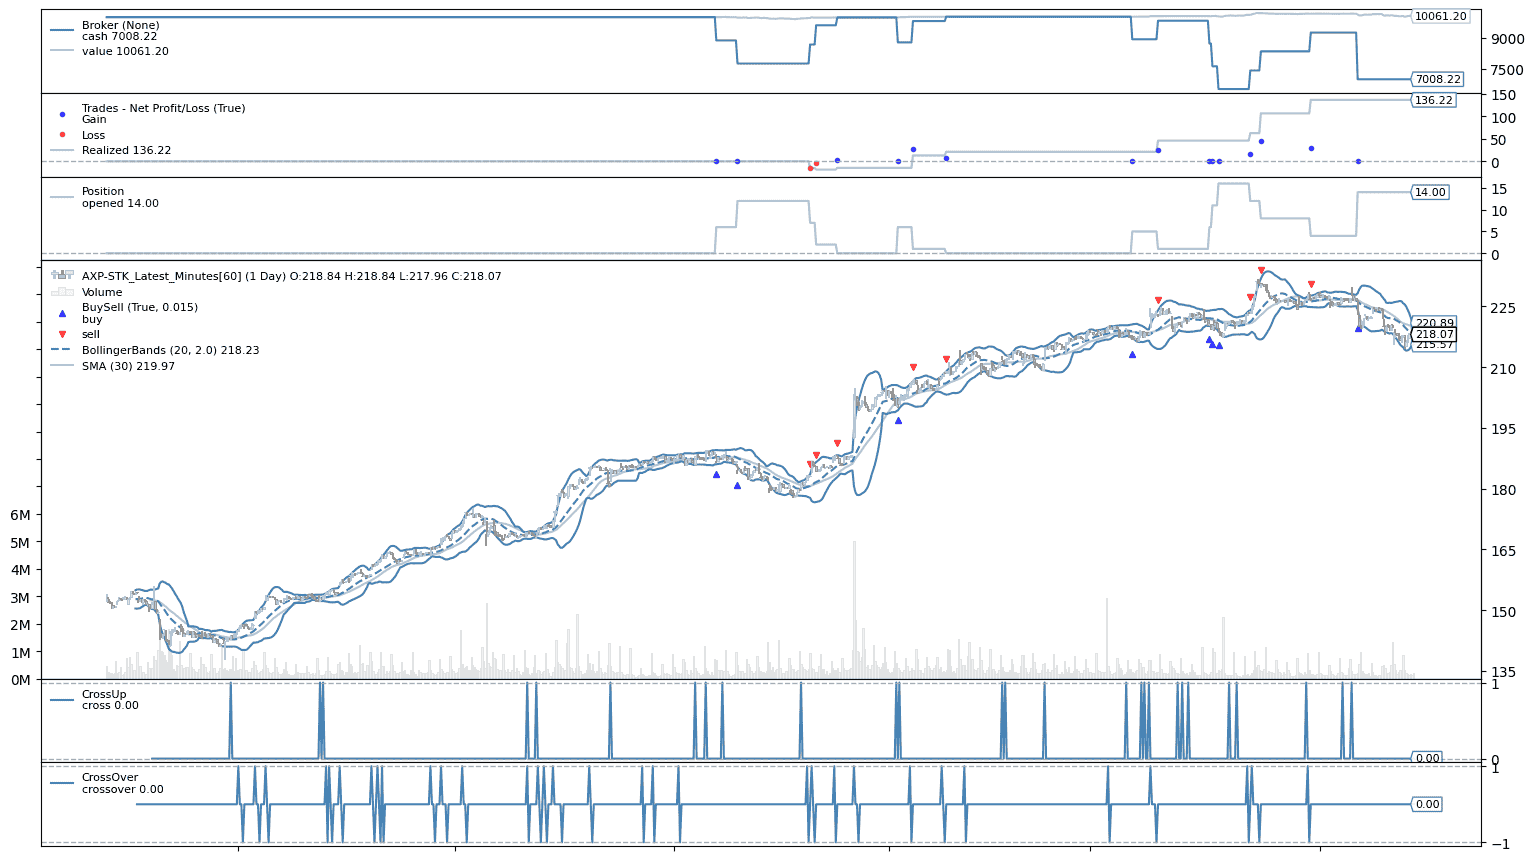 Broker (None)
cash 7008.22
value 10061.20
10061.20
9000
7500
7008.22
Trades - Net Profit/Loss (True)
Gain
Loss
Realized 136.22
150
136.22
100
50
0
Position
opened 14.00
15
14.00
10
5
0
AXP-STK_Latest_Minutes[60] (1 Day) O:218.84 H:218.84 L:217.96 C:218.07
Volume
BuySell (True, 0.015)
buy
sell
BollingerBands (20, 2.0) 218.23
SMA (30) 219.97
225
220.89
218.07
215.57
210
195
180
165
150
135
6M
5M
4M
3M
2M
1M
0M
CrossUp
cross 0.00
1
0.00
0
CrossOver
crossover 0.00
1
0.00
−1